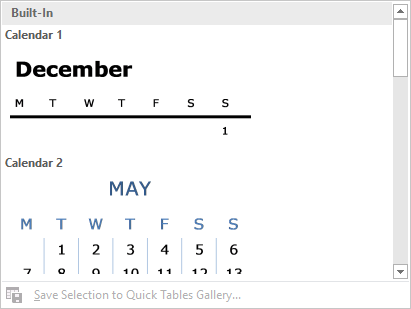 Built-In
Calendar 1
December
M T W T F S S
1
Calendar 2
MAY
M T W T F S S
1 2 3 4 5 6
7 8 9 10 11 12 13
Save Selection to Quick Tables Gallery...